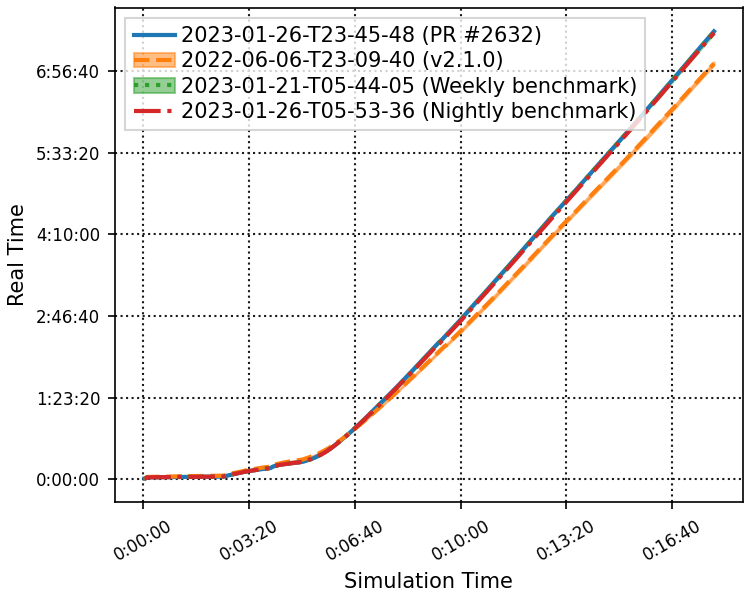 2023-01-26-T23-45-48 (PR #2632)
2022-06-06-T23-09-40 (v2.1.0)
2023-01-21-T05-44-05 (Weekly benchmark)
2023-01-26-T05-53-36 (Nightly benchmark)
6:56:40
5:33:20
4:10:00
2:46:40
1:23:20
0:00:00
Real Time
0:00:00
0:03:20
0:06:40
0:10:00
0:13:20
0:16:40
Simulation Time